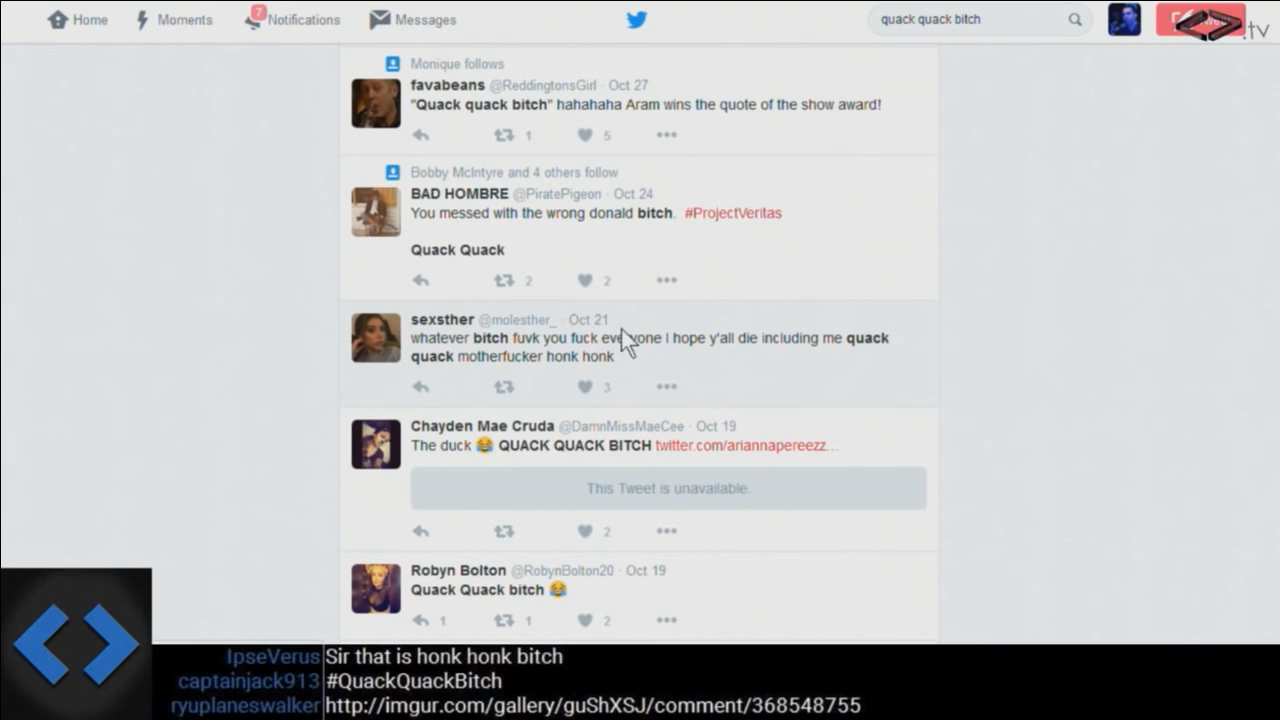 Home Moments 7 Notifications Messages quack quack bitch .tv
Monique follows
favabeans @ReddingtonsGirl · Oct 27
"Quack quack bitch" hahahaha Aram wins the quote of the show award!
1 5
Bobby McIntyre and 4 others follow
BAD HOMBRE @PiratePigeon · Oct 24
You messed with the wrong donald bitch. #ProjectVeritas
Quack Quack
2 2
sexsther @molesther_ · Oct 21
whatever bitch fuvk you fuck everyone I hope y'all die including me quack
quack motherfucker honk honk
3
Chayden Mae Cruda @DamnMissMaeCee · Oct 19
The duck 😂 QUACK QUACK BITCH twitter.com/ariannapereezz…
This Tweet is unavailable.
2
Robyn Bolton @RobynBolton20 · Oct 19
Quack Quack bitch 😂
1 1 2
IpseVerus Sir that is honk honk bitch
captainjack913 #QuackQuackBitch
ryuplaneswalker http://imgur.com/gallery/guShXSJ/comment/368548755